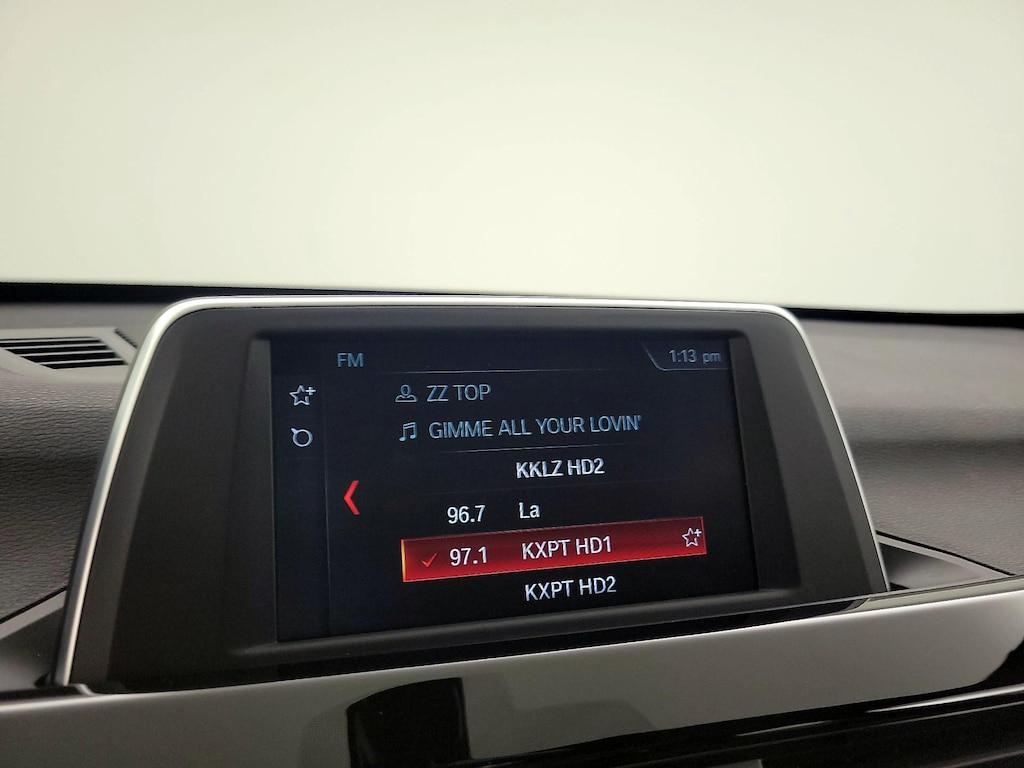 FM 1:13 pm
ZZ TOP
GIMME ALL YOUR LOVIN'
KKLZ HD2
96.7 La
97.1 KXPT HD1
KXPT HD2